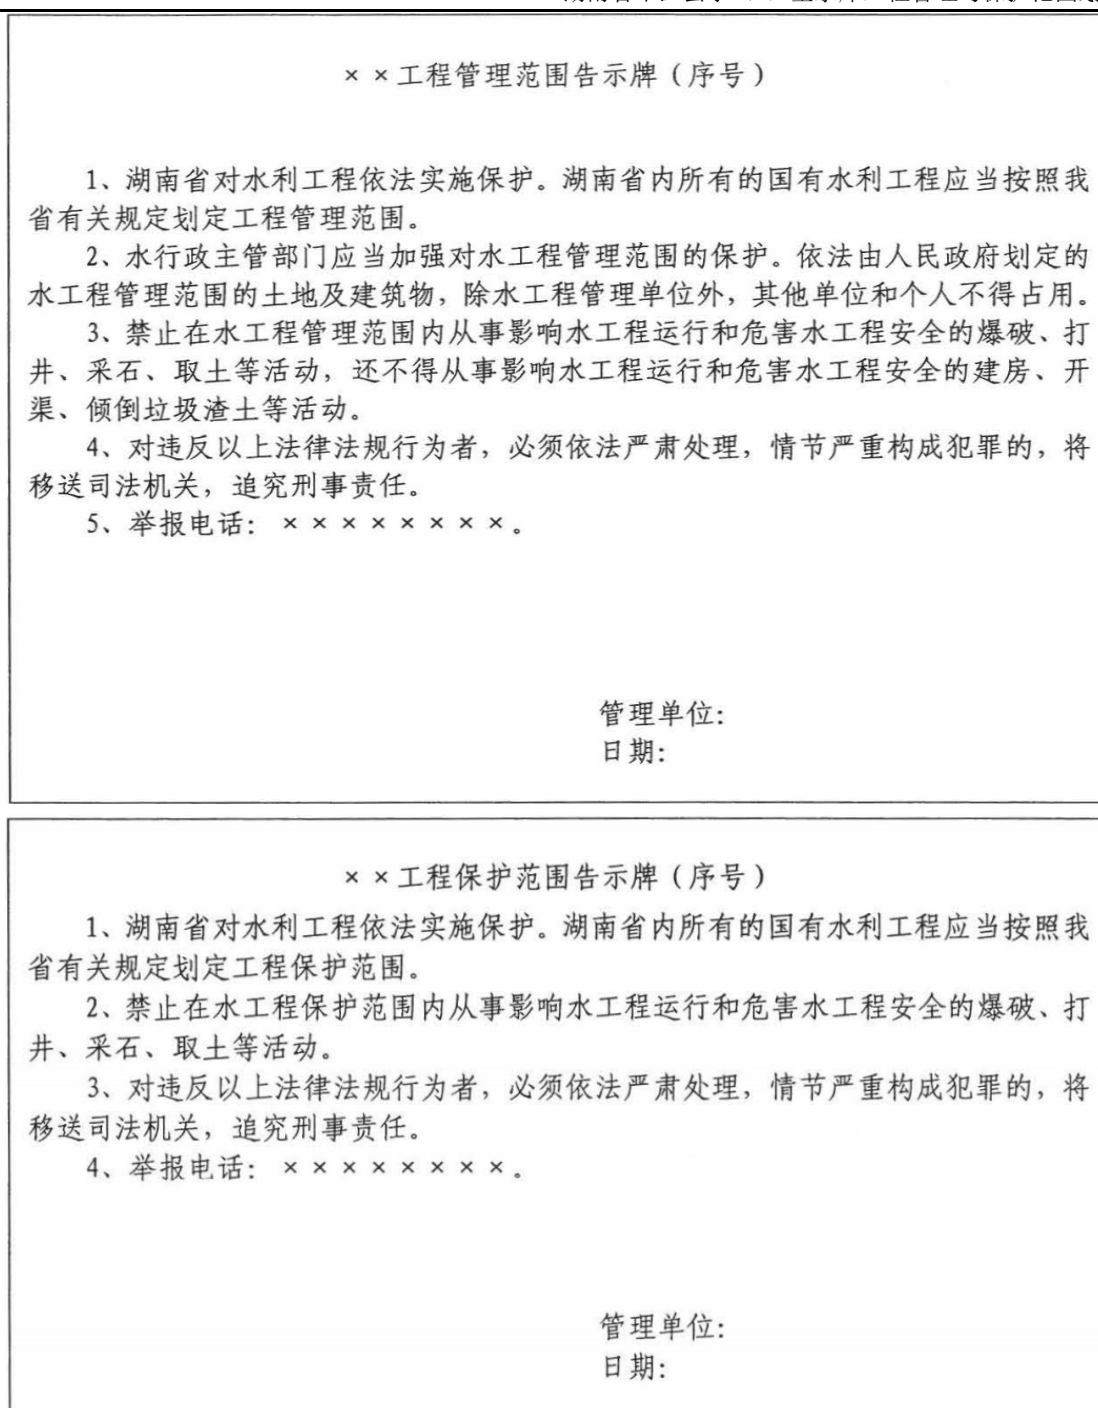 ××工程管理范围告示牌（序号）
1、湖南省对水利工程依法实施保护。湖南省内所有的国有水利工程应当按照我
省有关规定划定工程管理范围。
2、水行政主管部门应当加强对水工程管理范围的保护。依法由人民政府划定的
水工程管理范围的土地及建筑物，除水工程管理单位外，其他单位和个人不得占用。
3、禁止在水工程管理范围内从事影响水工程运行和危害水工程安全的爆破、打
井、采石、取土等活动，还不得从事影响水工程运行和危害水工程安全的建房、开
渠、倾倒垃圾渣土等活动。
4、对违反以上法律法规行为者，必须依法严肃处理，情节严重构成犯罪的，将
移送司法机关，追究刑事责任。
5、举报电话：××××××××。
管理单位：
日期：
××工程保护范围告示牌（序号）
1、湖南省对水利工程依法实施保护。湖南省内所有的国有水利工程应当按照我
省有关规定划定工程保护范围。
2、禁止在水工程保护范围内从事影响水工程运行和危害水工程安全的爆破、打
井、采石、取土等活动。
3、对违反以上法律法规行为者，必须依法严肃处理，情节严重构成犯罪的，将
移送司法机关，追究刑事责任。
4、举报电话：××××××××。
管理单位：
日期：